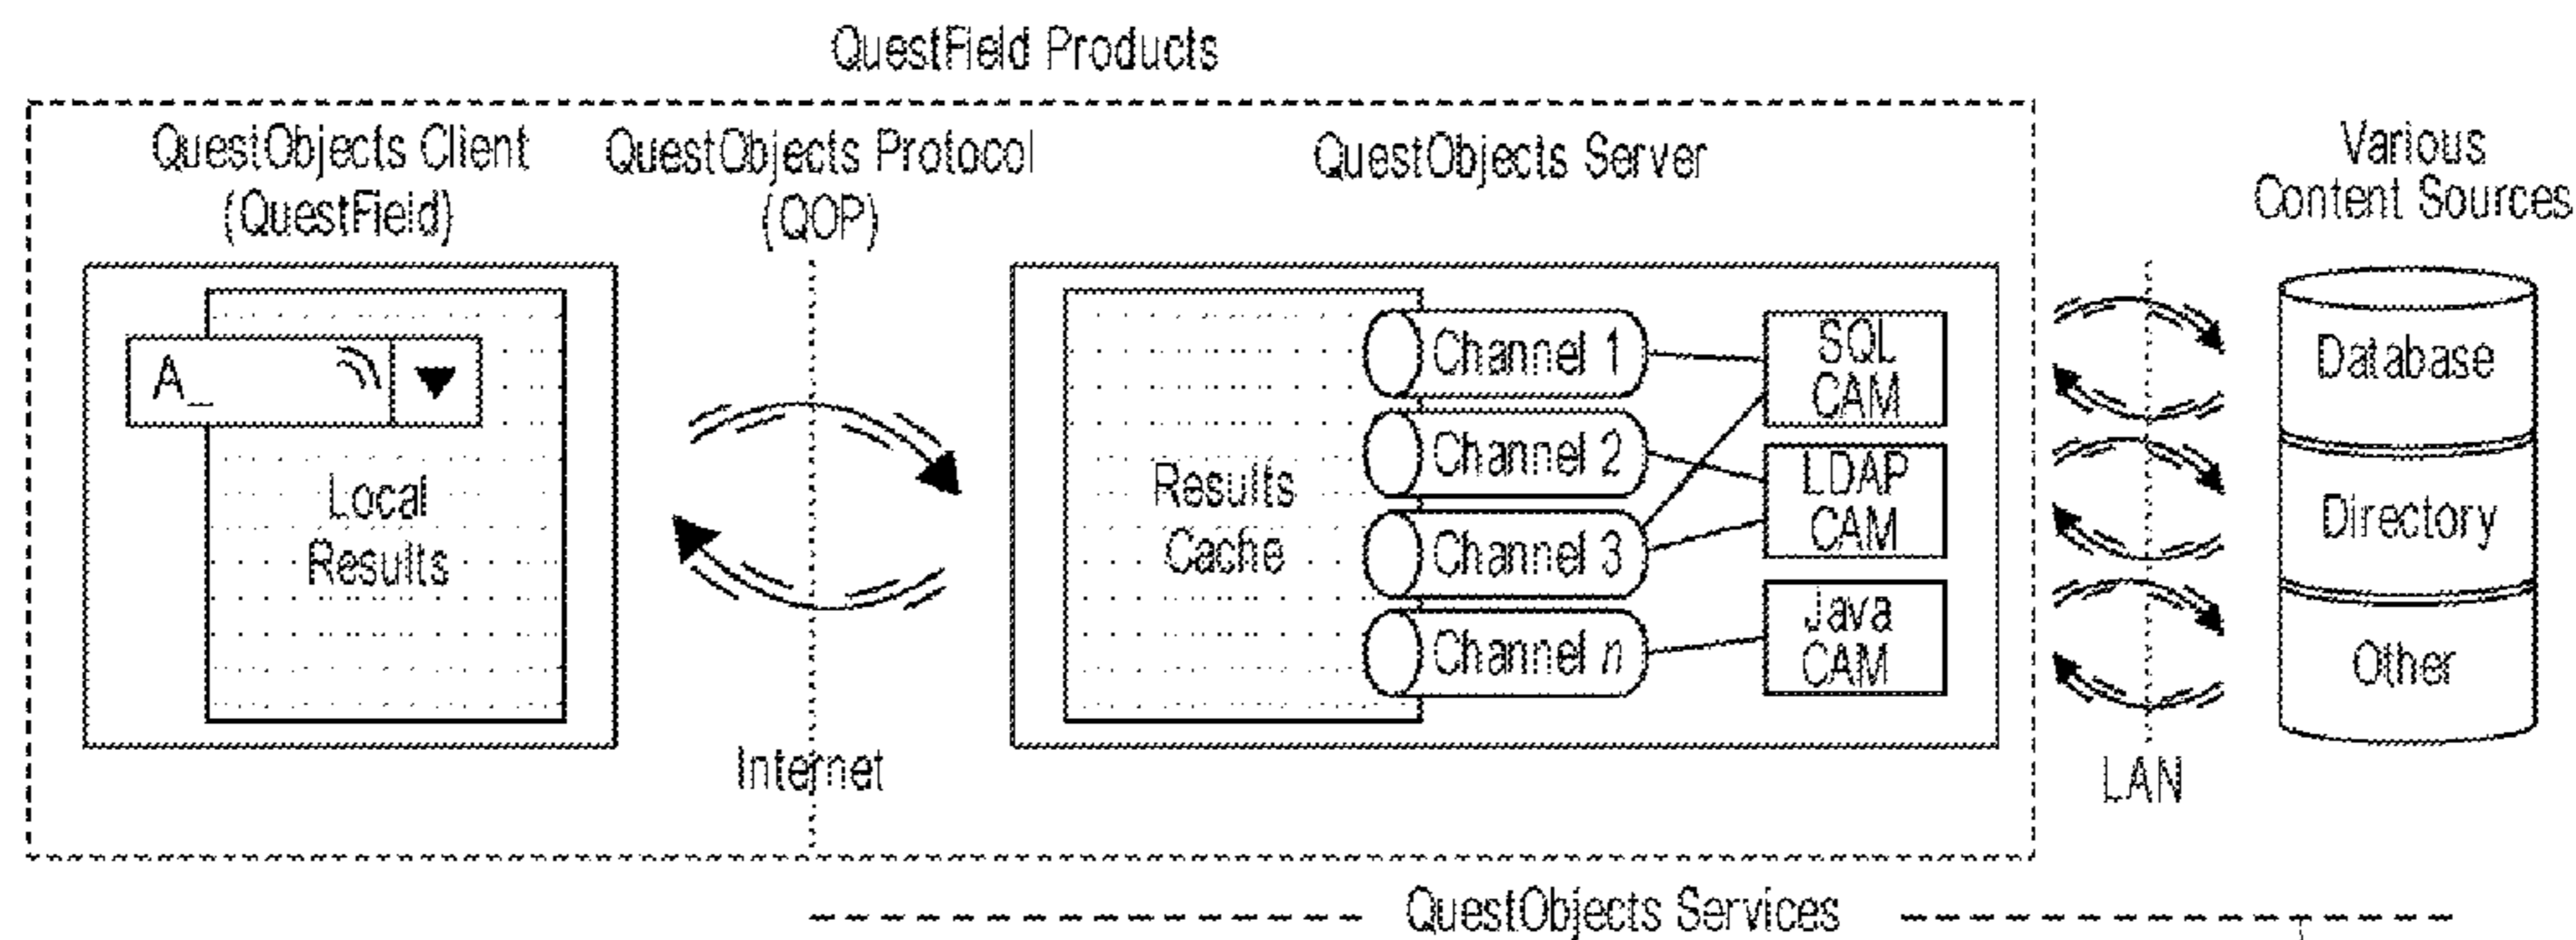 QuestField Products
QuestObjects Client
(QuestField)
QuestObjects Protocol
(QOP)
QuestObjects Server
Various
Content Sources
A_
Local
Results
Internet
Results
Cache
Channel 1
Channel 2
Channel 3
Channel n
SQL
CAM
LDAP
CAM
Java
CAM
LAN
Database
Directory
Other
QuestObjects Services